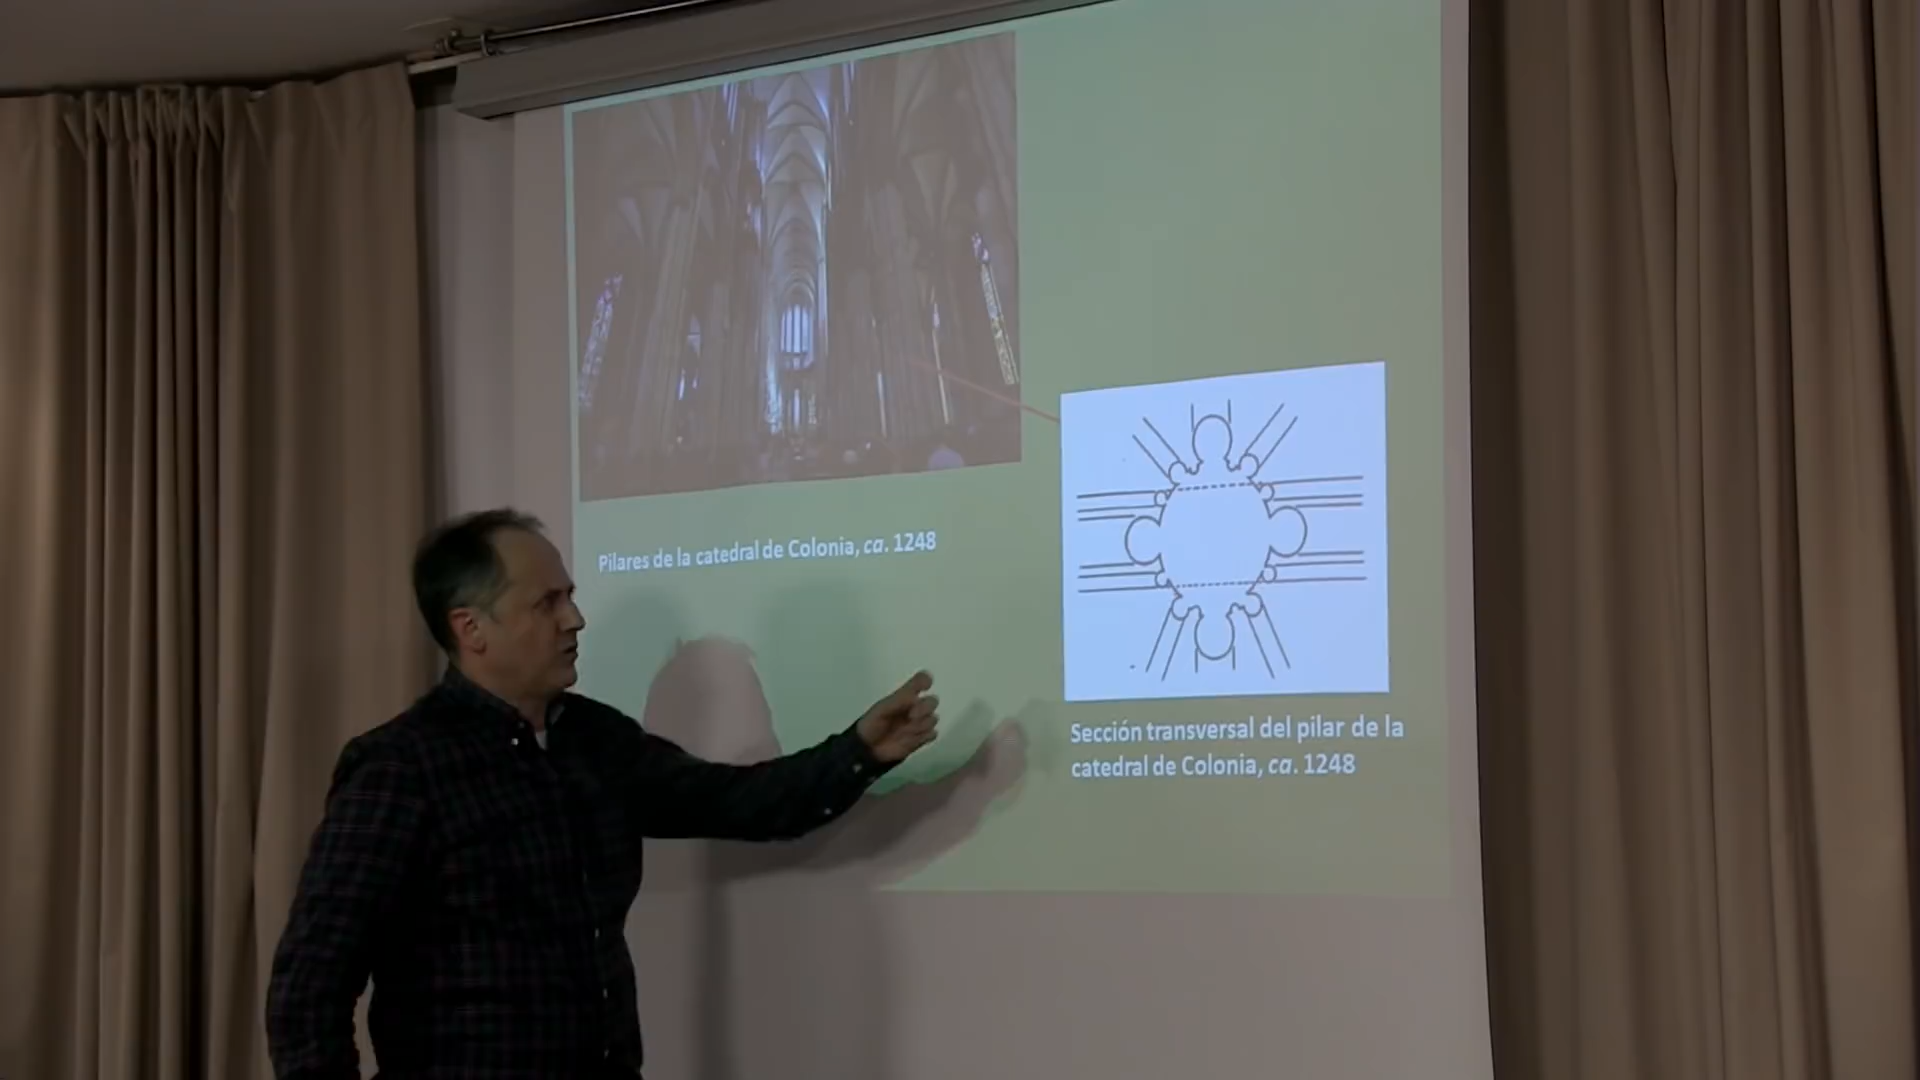 Pilares de la catedral de Colonia, ca. 1248
Sección transversal del pilar de la
catedral de Colonia, ca. 1248